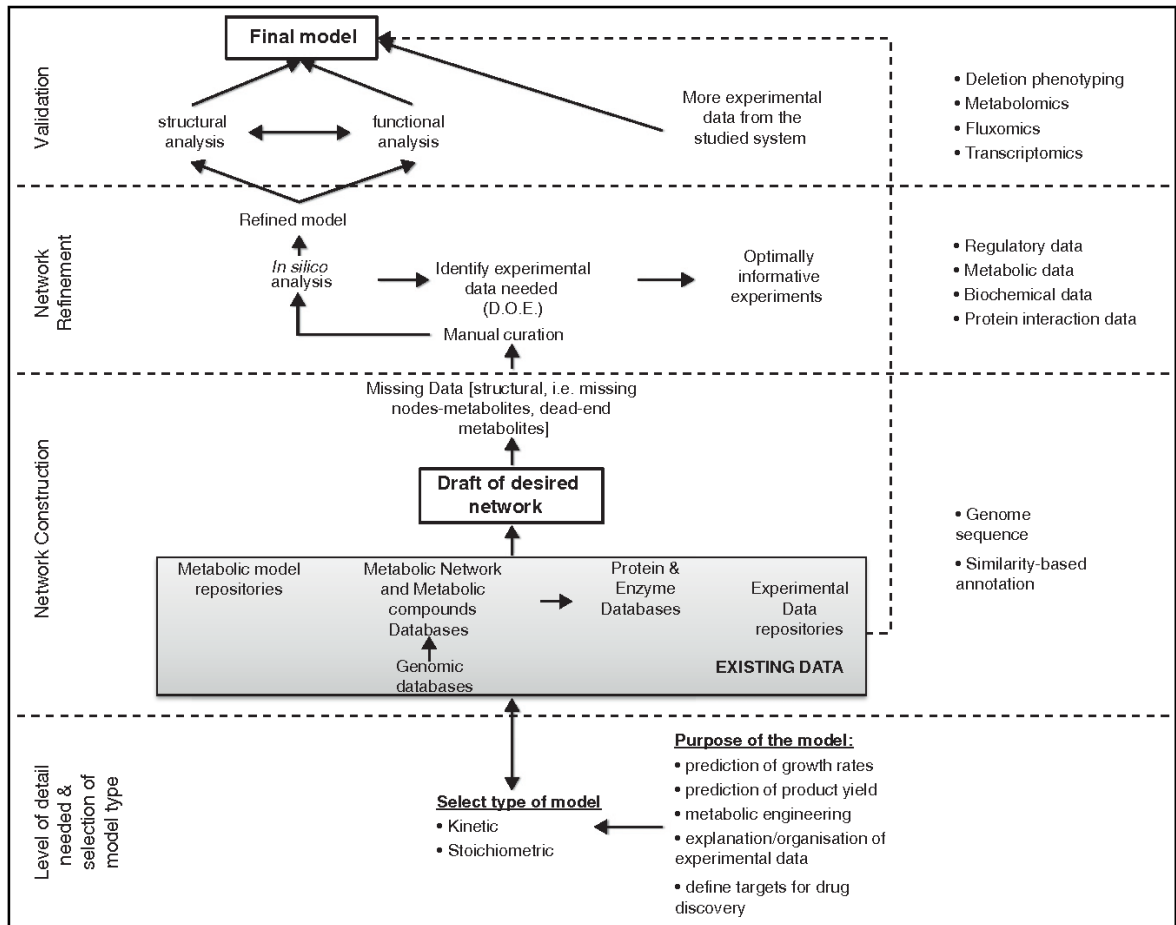 Validation
Final model
structural
analysis
functional
analysis
More experimental
data from the
studied system
• Deletion phenotyping
• Metabolomics
• Fluxomics
• Transcriptomics
Network
Refinement
Refined model
In silico
analysis
Identify experimental
data needed
(D.O.E.)
Optimally
informative
experiments
Manual curation
• Regulatory data
• Metabolic data
• Biochemical data
• Protein interaction data
Network Construction
Missing Data [structural, i.e. missing
nodes-metabolites, dead-end
metabolites]
Draft of desired
network
Metabolic model
repositories
Metabolic Network
and Metabolic
compounds
Databases
Protein &
Enzyme
Databases
Experimental
Data
repositories
Genomic
databases
EXISTING DATA
• Genome
sequence
• Similarity-based
annotation
Level of detail
needed &
selection of
model type
Select type of model
• Kinetic
• Stoichiometric
Purpose of the model:
• prediction of growth rates
• prediction of product yield
• metabolic engineering
• explanation/organisation of
experimental data
• define targets for drug
discovery